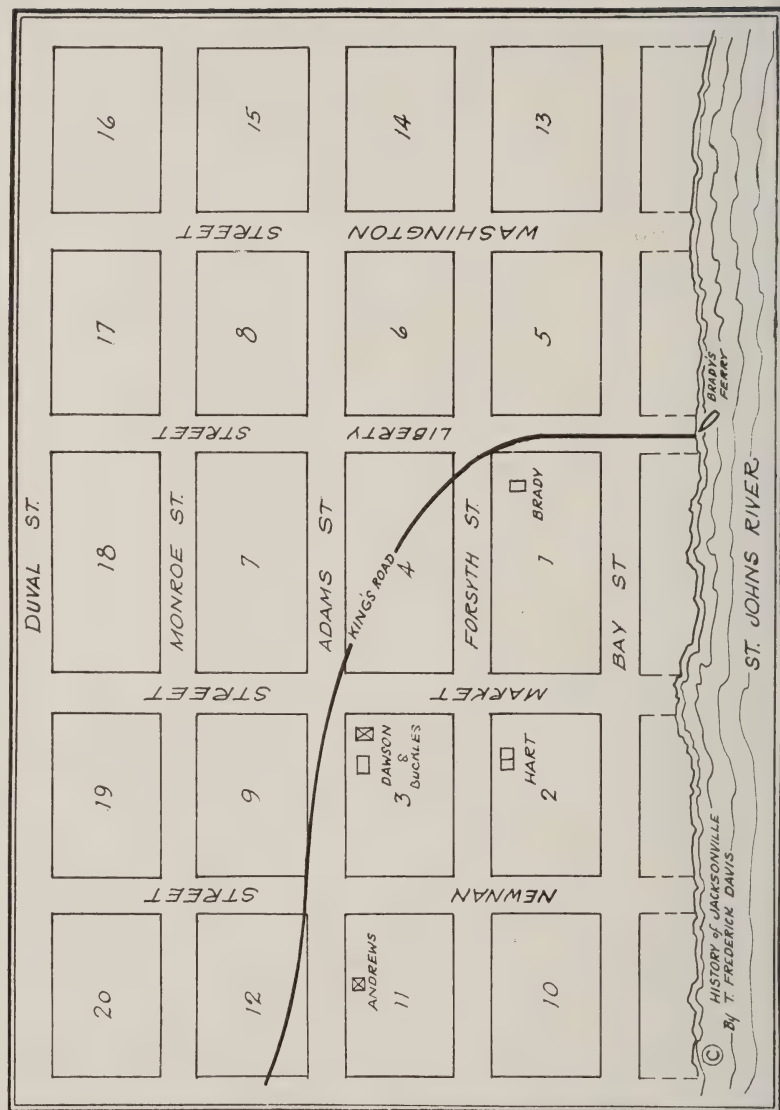 DUVAL ST.
20
19
18
17
16
MONROE ST.
12
9
7
8
15
ADAMS ST
KING'S ROAD
ANDREWS
11
DAWSON
&
BUCKLES
3
4
6
14
FORSYTH ST.
10
HART
2
BRADY
1
5
13
BAY ST
NEWNAN
STREET
MARKET
STREET
LIBERTY
STREET
WASHINGTON
STREET
BRADY'S
FERRY
ST. JOHNS RIVER
© HISTORY of JACKSONVILLE
By T. FREDERICK DAVIS